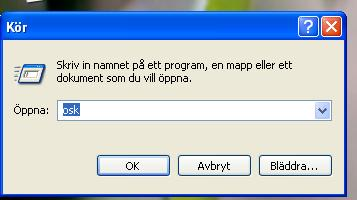 Kör
Skriv in namnet på ett program, en mapp eller ett
dokument som du vill öppna.
Öppna: osk
OK Avbryt Bläddra...